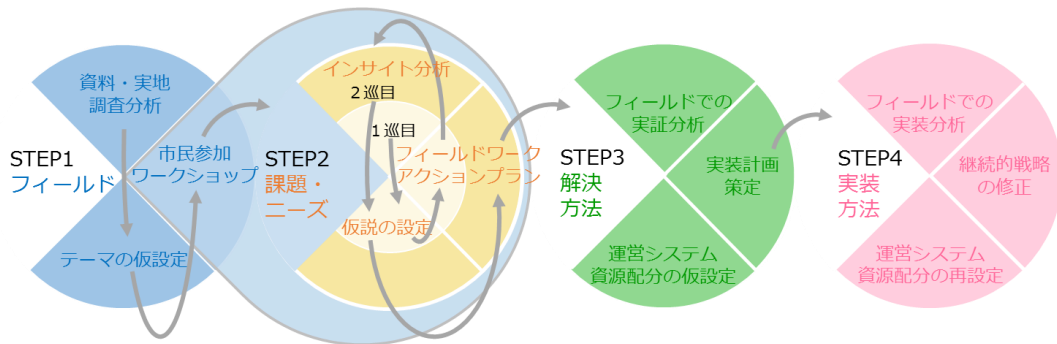 資料・実地
調査分析
STEP1
フィールド
市民参加
ワークショップ
テーマの仮設定
インサイト分析
2巡目
1巡目
STEP2
課題・
ニーズ
フィールドワーク
アクションプラン
仮説の設定
フィールドでの
実証分析
STEP3
解決
方法
実装計画
策定
運営システム
資源配分の仮設定
フィールドでの
実装分析
STEP4
実装
方法
継続的戦略
の修正
運営システム
資源配分の再設定